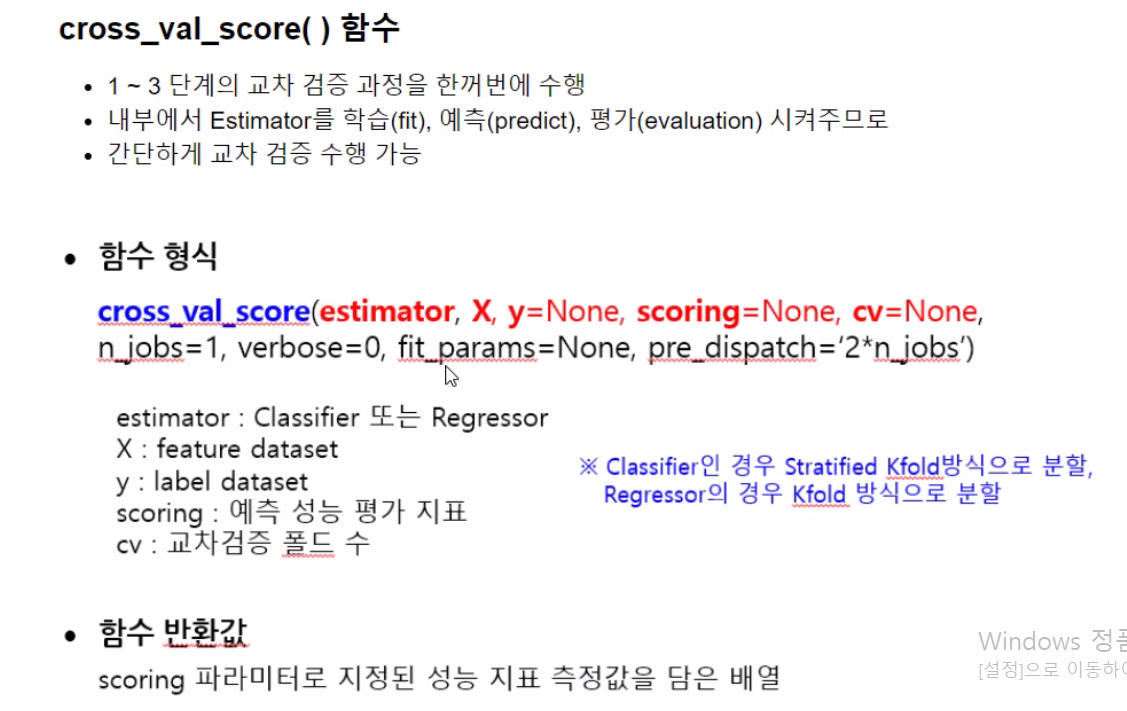 cross_val_score( ) 함수
• 1 ~ 3 단계의 교차 검증 과정을 한꺼번에 수행
• 내부에서 Estimator를 학습(fit), 예측(predict), 평가(evaluation) 시켜주므로
• 간단하게 교차 검증 수행 가능
• 함수 형식
cross_val_score(estimator, X, y=None, scoring=None, cv=None,
n_jobs=1, verbose=0, fit_params=None, pre_dispatch=‘2*n_jobs’)
estimator : Classifier 또는 Regressor
X : feature dataset
y : label dataset
scoring : 예측 성능 평가 지표
cv : 교차검증 폴드 수
※ Classifier인 경우 Stratified Kfold방식으로 분할,
Regressor의 경우 Kfold 방식으로 분할
• 함수 반환값
scoring 파라미터로 지정된 성능 지표 측정값을 담은 배열
Windows 정품
[설정]으로 이동하